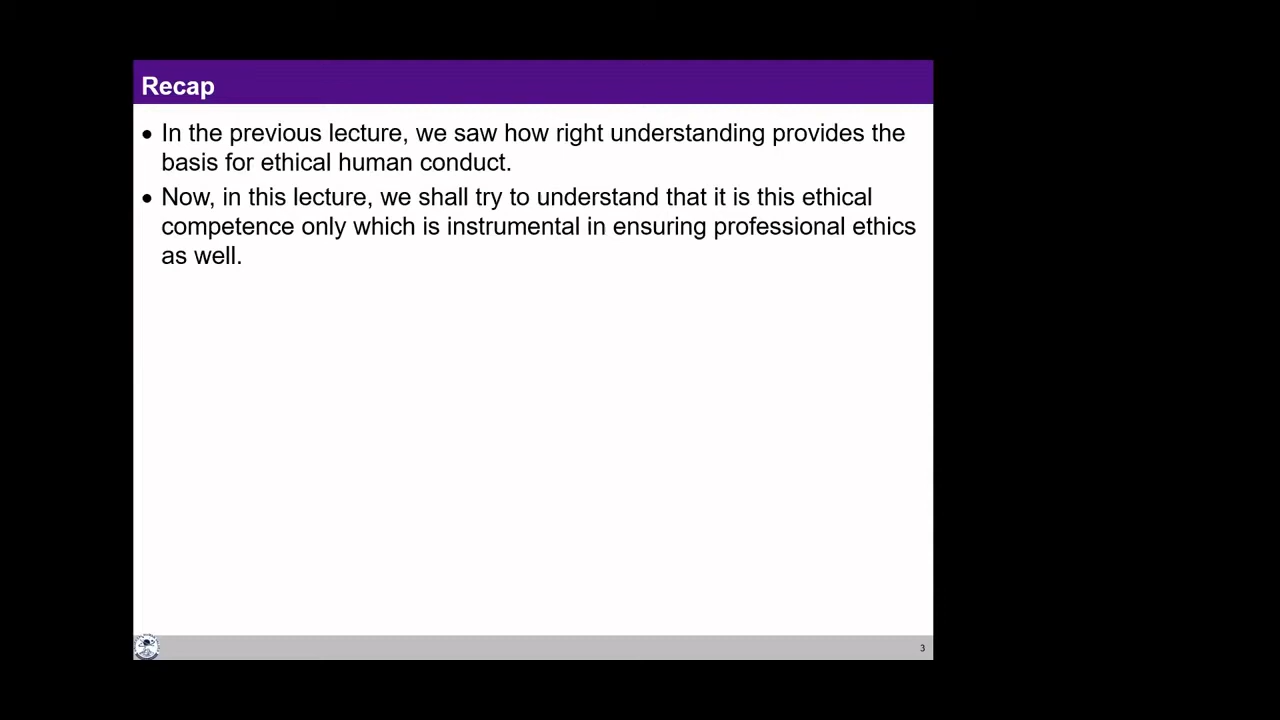 Recap
• In the previous lecture, we saw how right understanding provides the
basis for ethical human conduct.
• Now, in this lecture, we shall try to understand that it is this ethical
competence only which is instrumental in ensuring professional ethics
as well.
3